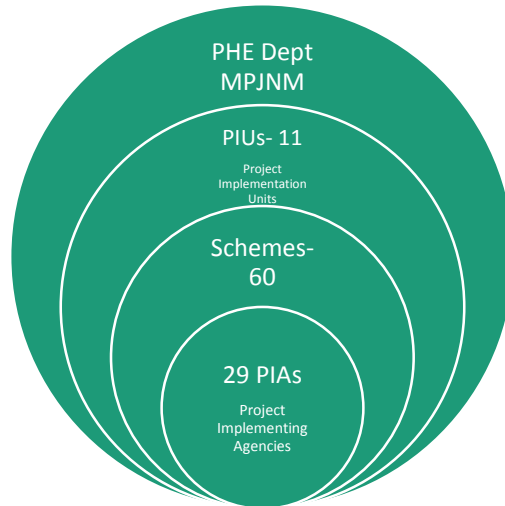 PHE Dept
MPJNM
PIUs- 11
Project
Implementation
Units
Schemes-
60
29 PIAs
Project
Implementing
Agencies